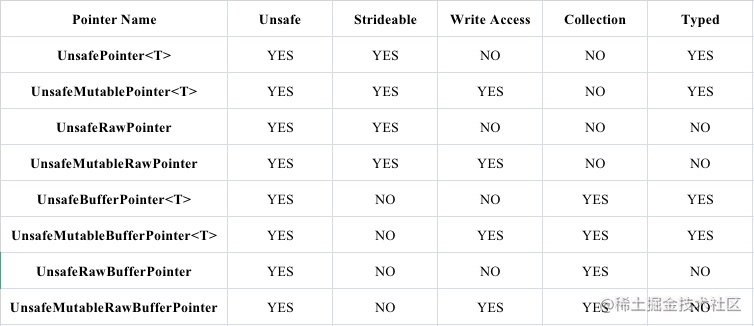 Pointer Name Unsafe Strideable Write Access Collection Typed
UnsafePointer<T> YES YES NO NO YES
UnsafeMutablePointer<T> YES YES YES NO YES
UnsafeRawPointer YES YES NO NO NO
UnsafeMutableRawPointer YES YES YES NO NO
UnsafeBufferPointer<T> YES NO NO YES YES
UnsafeMutableBufferPointer<T> YES NO YES YES YES
UnsafeRawBufferPointer YES NO NO YES NO
UnsafeMutableRawBufferPointer YES NO YES YES NO
@稀土掘金技术社区